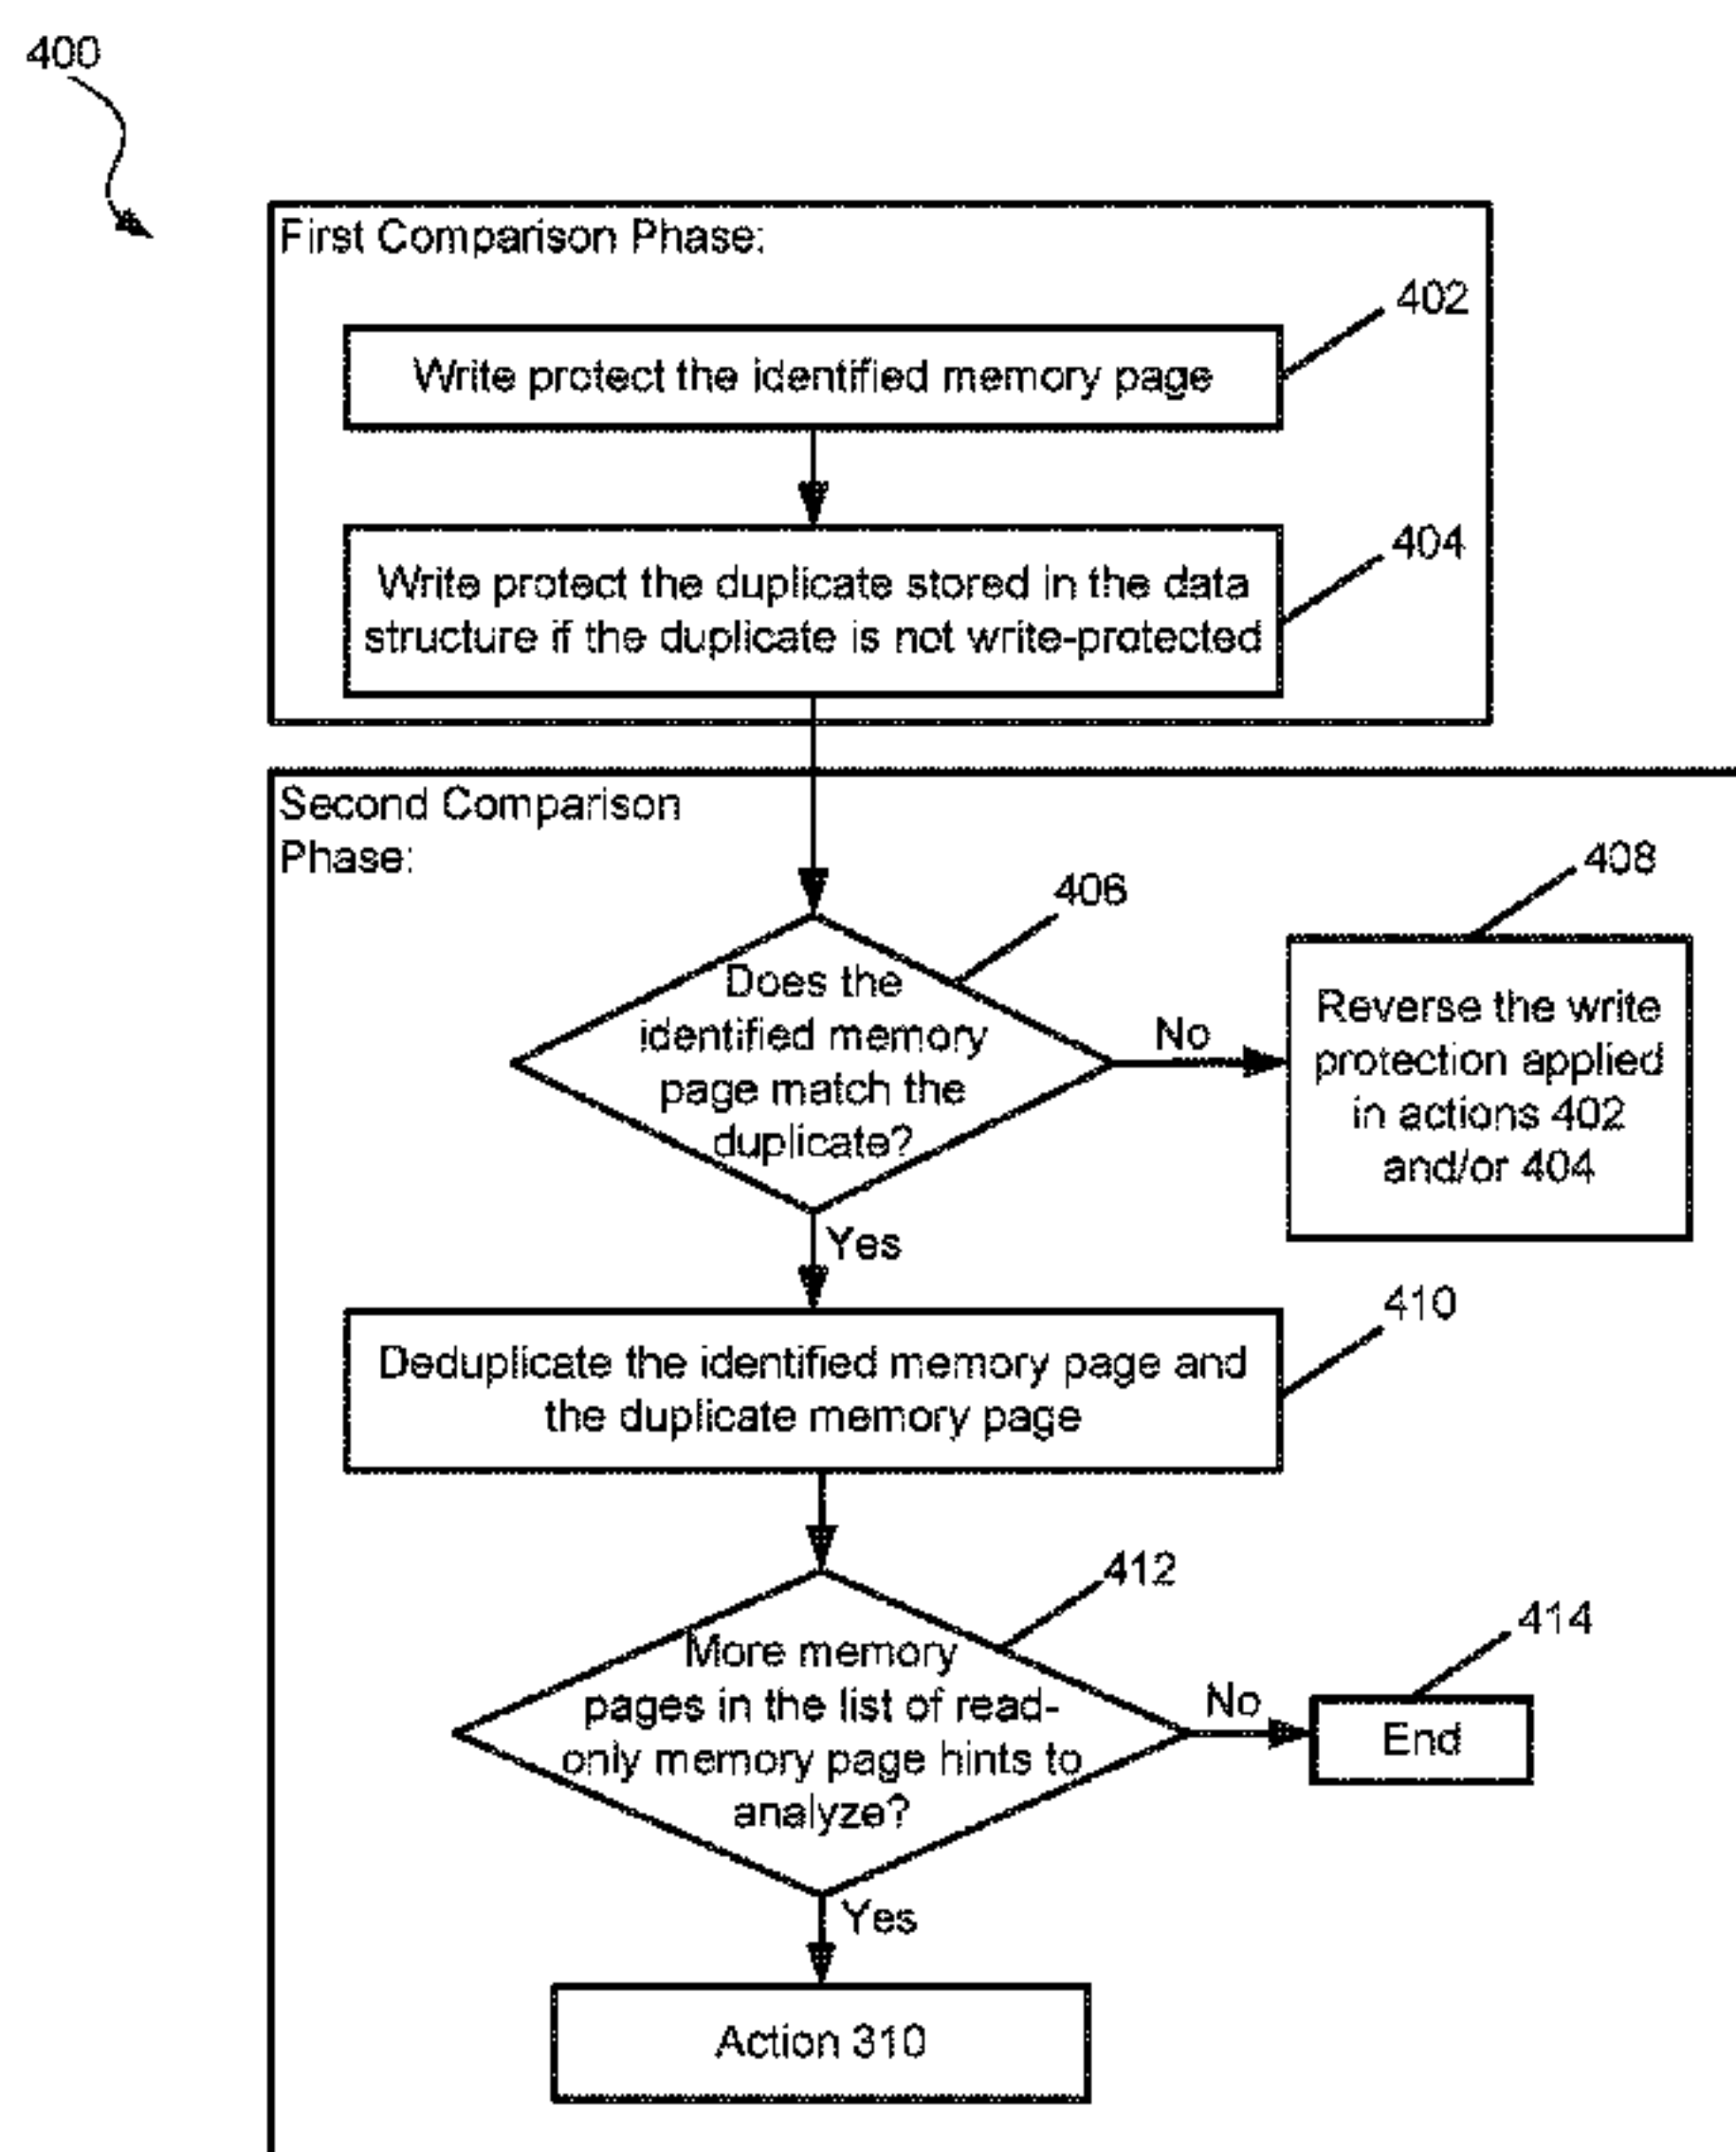 400
First Comparison Phase:
402
Write protect the identified memory page
404
Write protect the duplicate stored in the data
structure if the duplicate is not write-protected
Second Comparison
Phase:
406
408
Does the
identified memory
page match the
duplicate?
No
Reverse the write
protection applied
in actions 402
and/or 404
Yes
410
Deduplicate the identified memory page and
the duplicate memory page
412
414
More memory
pages in the list of read-
only memory page hints to
analyze?
No
End
Yes
Action 310